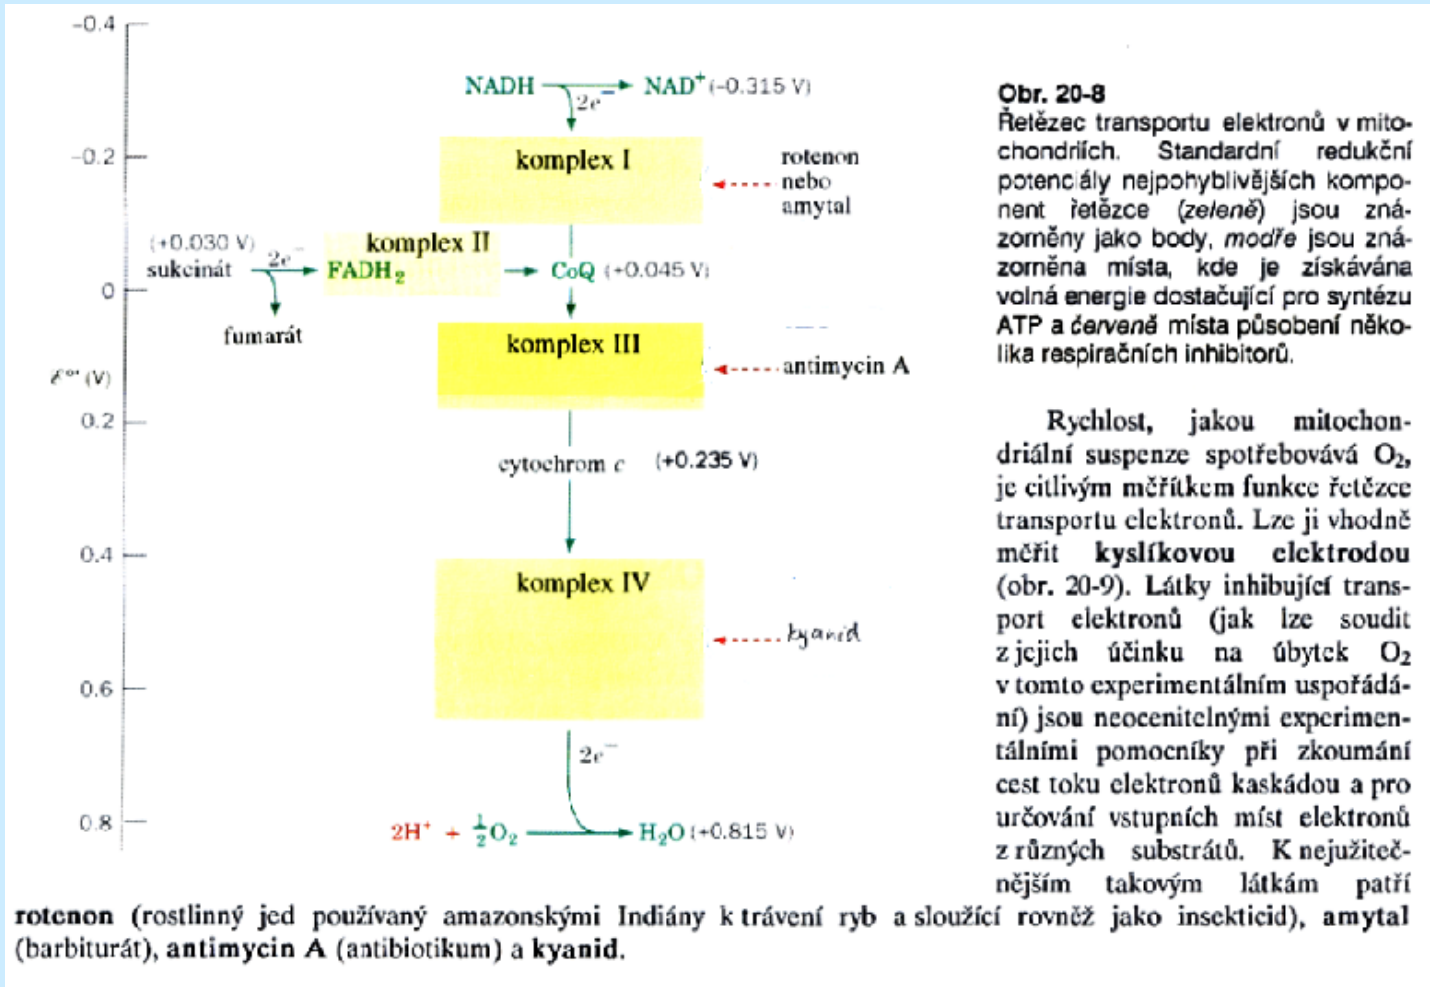 -0.4
NADH
NAD⁺ (-0.315 V)
2e⁻
-0.2
komplex I
rotenon
nebo
amytal
(+0.030 V)
2e⁻
komplex II
sukcinát
FADH₂
CoQ (+0.045 V)
0
fumarát
komplex III
antimycin A
ℰ°' (V)
0.2
cytochrom c (+0.235 V)
0.4
komplex IV
kyanid
0.6
2e⁻
0.8
2H⁺ + ½O₂
H₂O (+0.815 V)
Obr. 20-8
Řetězec transportu elektronů v mito-
chondriích. Standardní redukční
potenciály nejpohyblivějších kompo-
nent řetězce (zeleně) jsou zná-
zorněny jako body, modře jsou zná-
zorněna místa, kde je získávána
volná energie dostačující pro syntézu
ATP a červeně místa působení něko-
lika respiračních inhibitorů.
Rychlost, jakou mitochon-
driální suspenze spotřebovává O₂,
je citlivým měřítkem funkce řetězce
transportu elektronů. Lze ji vhodně
měřit kyslíkovou elektrodou
(obr. 20-9). Látky inhibující trans-
port elektronů (jak lze soudit
z jejich účinku na úbytek O₂
v tomto experimentálním uspořádá-
ní) jsou neocenitelnými experimen-
tálními pomocníky při zkoumání
cest toku elektronů kaskádou a pro
určování vstupních míst elektronů
z různých substrátů. K nejužiteč-
nějším takovým látkám patří
rotenon (rostlinný jed používaný amazonskými Indiány k trávení ryb a sloužící rovněž jako insekticid), amytal
(barbiturát), antimycin A (antibiotikum) a kyanid.